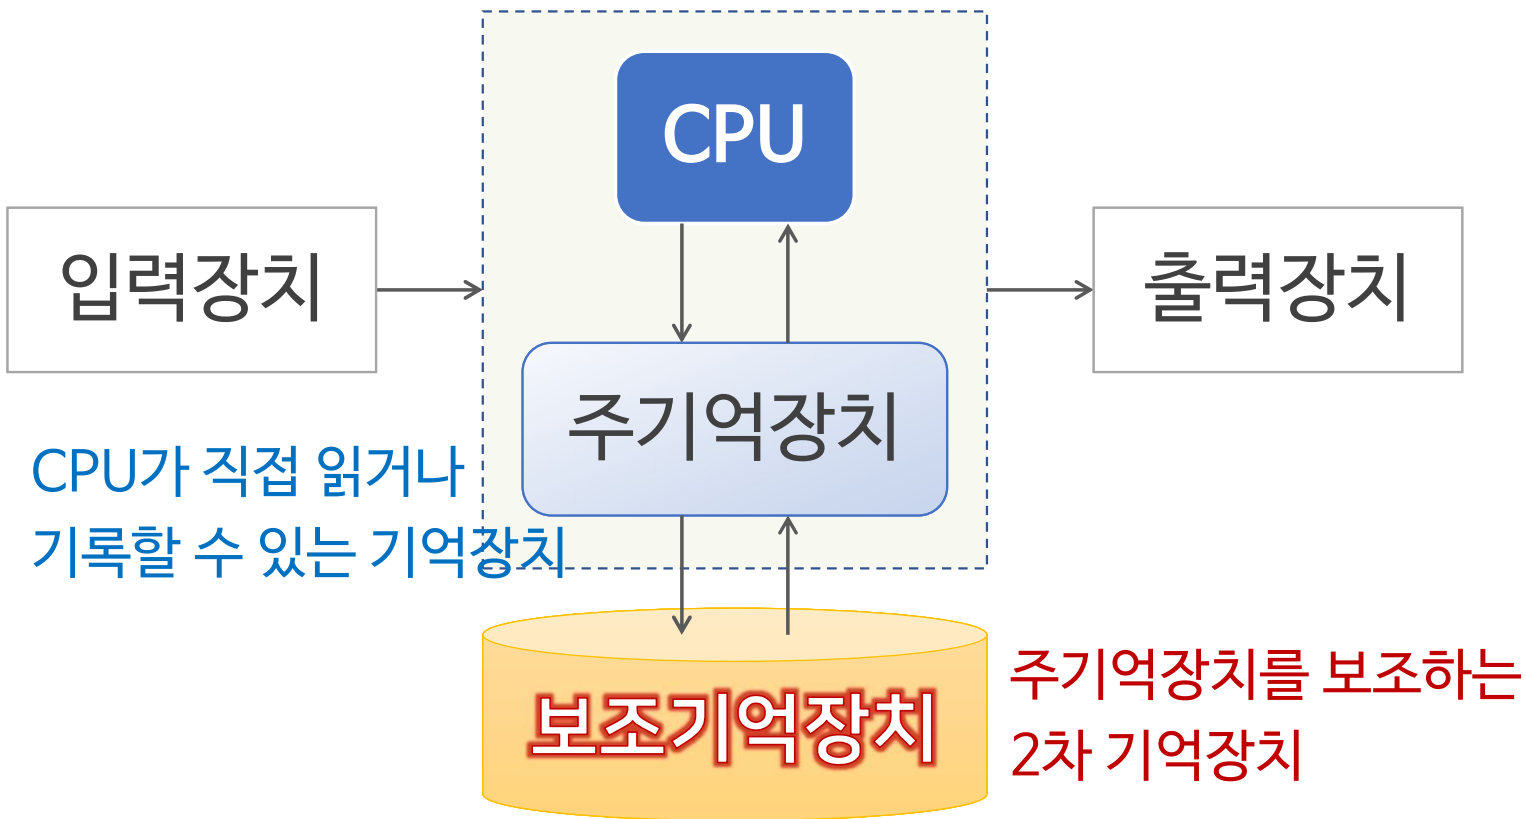 CPU
입력장치
출력장치
주기억장치
CPU가 직접 읽거나
기록할 수 있는 기억장치
보조기억장치
주기억장치를 보조하는
2차 기억장치